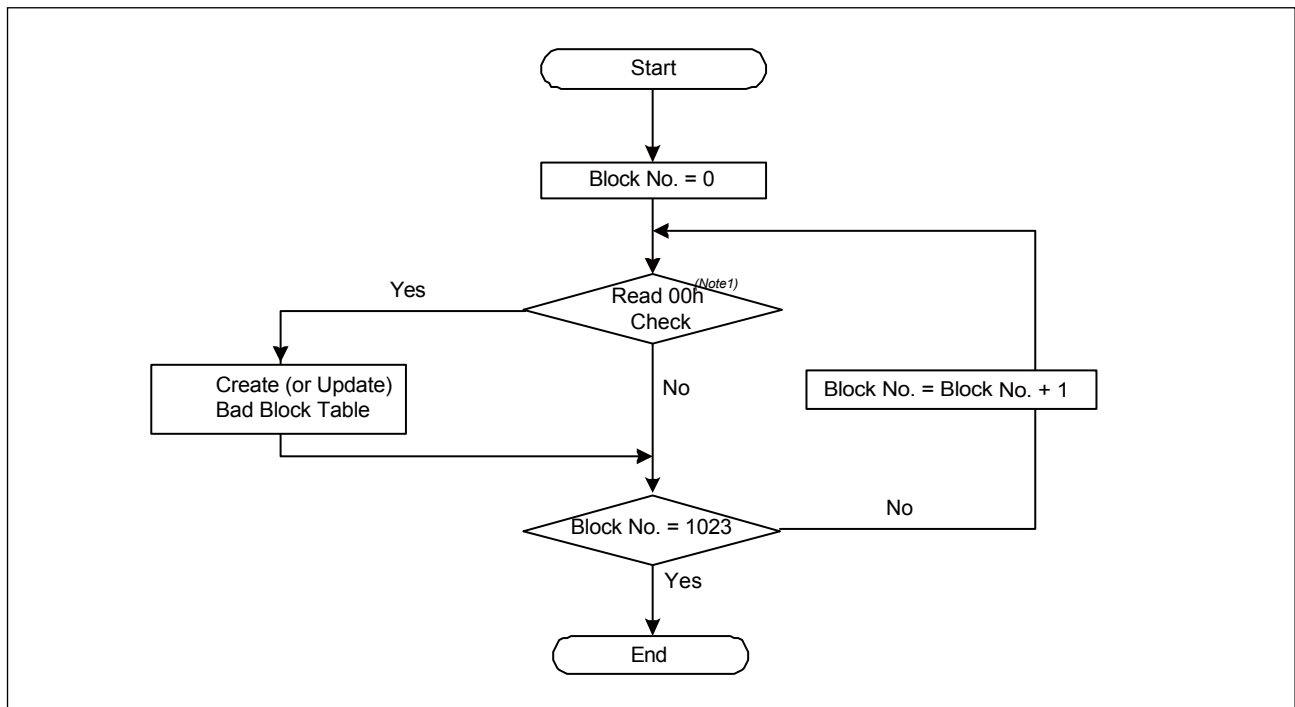 Start
Block No. = 0
(Note1)
Yes
Read 00h
Check
Create (or Update)
Bad Block Table
No
Block No. = Block No. + 1
Block No. = 1023
No
Yes
End